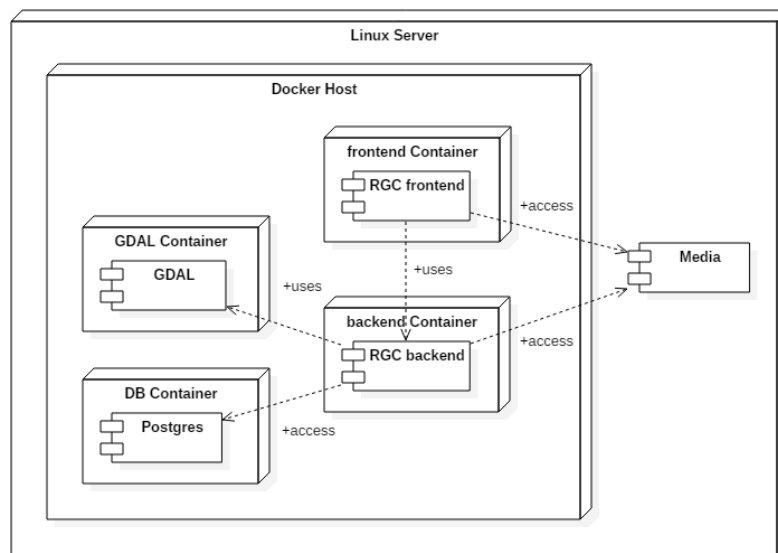 Linux Server
Docker Host
frontend Container
RGC frontend
+access
GDAL Container
GDAL
+uses
+uses
Media
backend Container
RGC backend
+access
DB Container
Postgres
+access